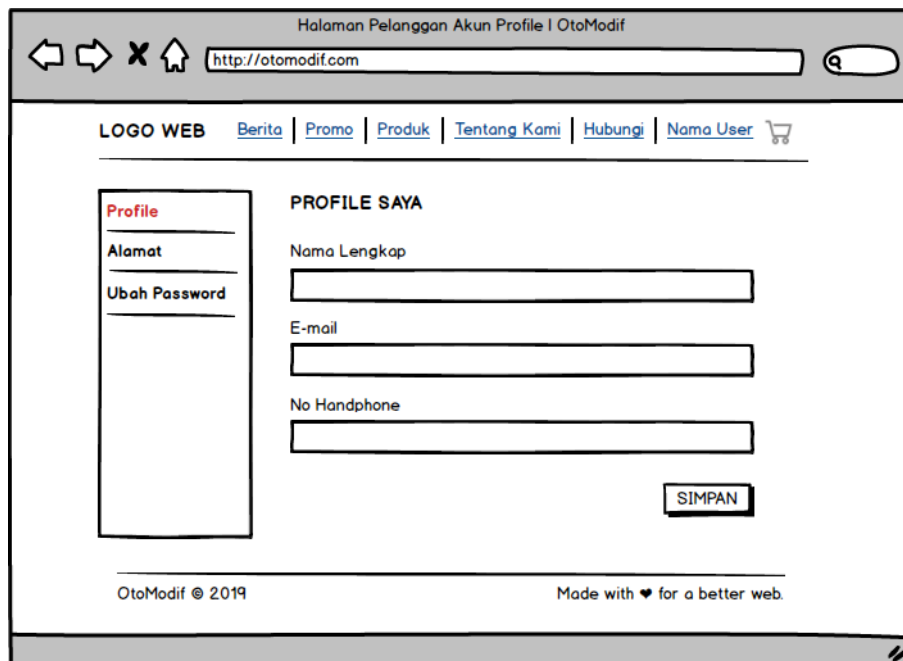 Halaman Pelanggan Akun Profile | OtoModif
http://otomodif.com
LOGO WEB Berita | Promo | Produk | Tentang Kami | Hubungi | Nama User
Profile
Alamat
Ubah Password
PROFILE SAYA
Nama Lengkap
E-mail
No Handphone
SIMPAN
OtoModif © 2019 Made with ❤ for a better web.